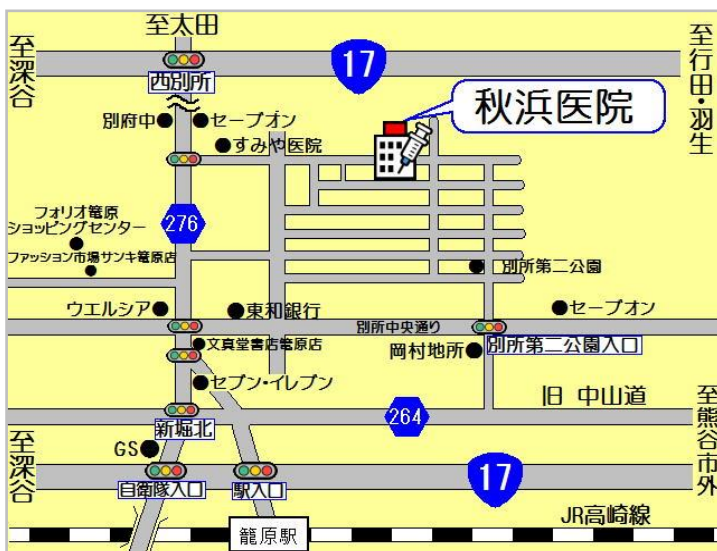 至太田
至深谷
17
至行田・羽生
西別所
秋浜医院
別府中
セーブオン
すみや医院
276
フォリオ篭原
ショッピングセンター
ファッション市場サンキ篭原店
別所第二公園
ウエルシア
東和銀行
セーブオン
別所中央通り
文真堂書店篭原店
岡村地所
別所第二公園入口
セブン・イレブン
旧 中山道
264
新堀北
至熊谷市外
至深谷
GS
自衛隊入口
駅入口
17
籠原駅
JR高崎線